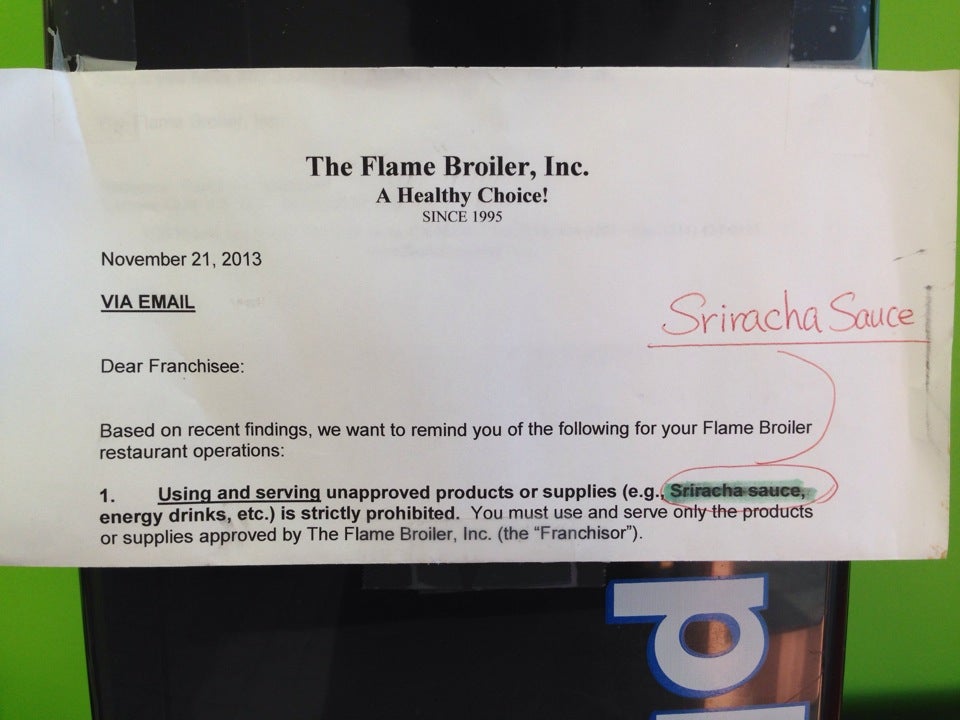 The Flame Broiler, Inc.
A Healthy Choice!
SINCE 1995
November 21, 2013
VIA EMAIL
Sriracha Sauce
Dear Franchisee:
Based on recent findings, we want to remind you of the following for your Flame Broiler
restaurant operations:
1. Using and serving unapproved products or supplies (e.g., Sriracha sauce,
energy drinks, etc.) is strictly prohibited. You must use and serve only the products
or supplies approved by The Flame Broiler, Inc. (the “Franchisor”).